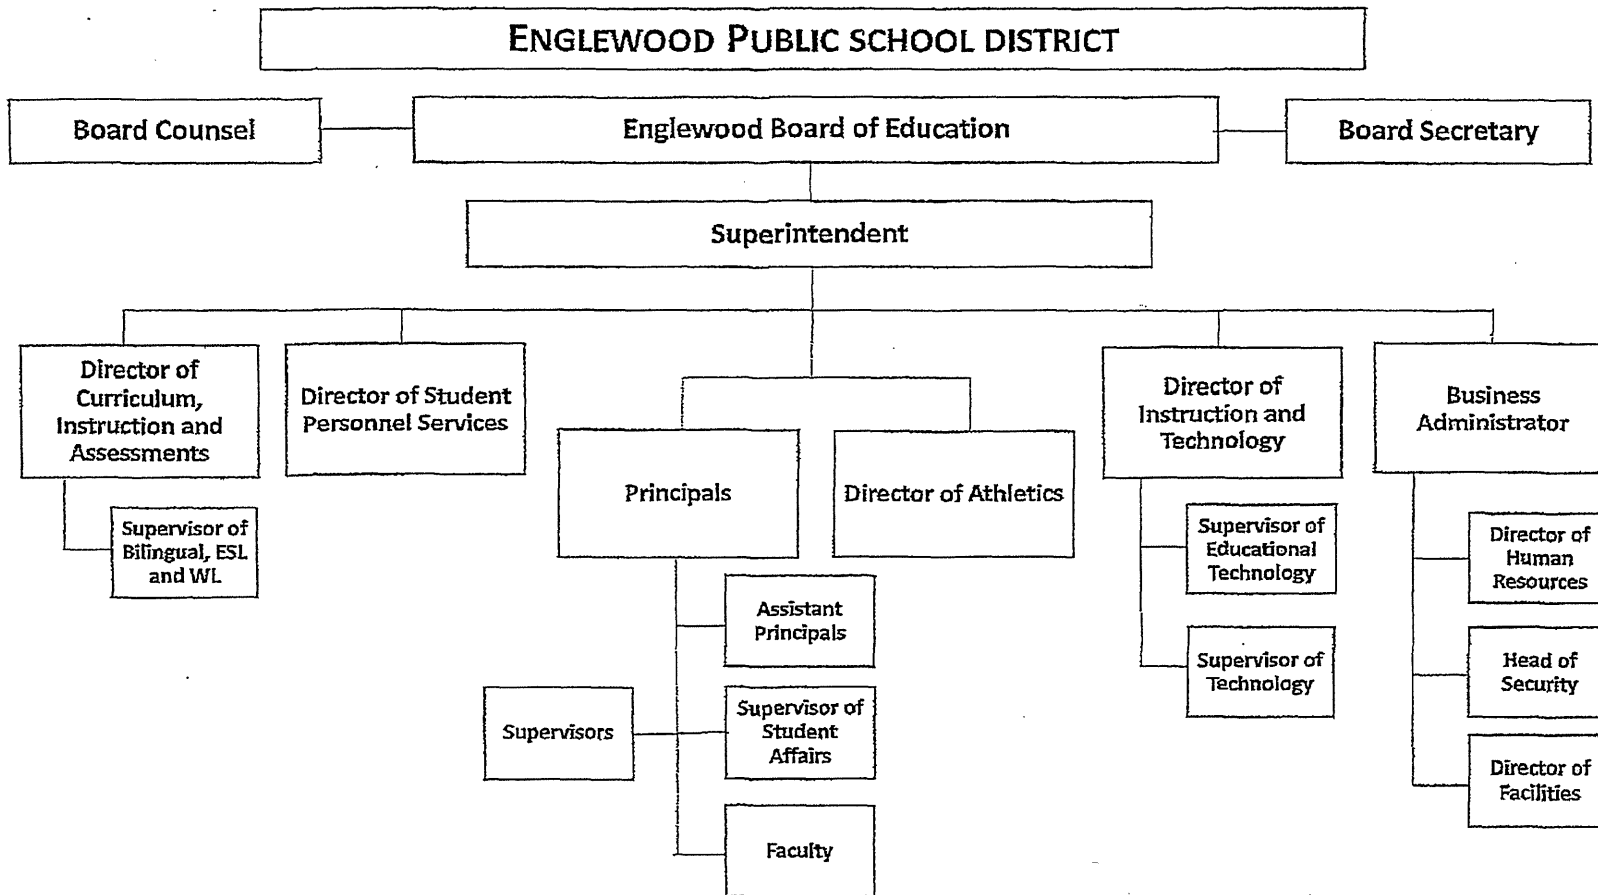 ENGLEWOOD PUBLIC SCHOOL DISTRICT
Board Counsel
Englewood Board of Education
Board Secretary
Superintendent
Director of
Curriculum,
Instruction and
Assessments
Director of Student
Personnel Services
Principals
Director of Athletics
Director of
Instruction and
Technology
Business
Administrator
Supervisor of
Bilingual, ESL
and WL
Assistant
Principals
Supervisors
Supervisor of
Student
Affairs
Faculty
Supervisor of
Educational
Technology
Supervisor of
Technology
Director of
Human
Resources
Head of
Security
Director of
Facilities